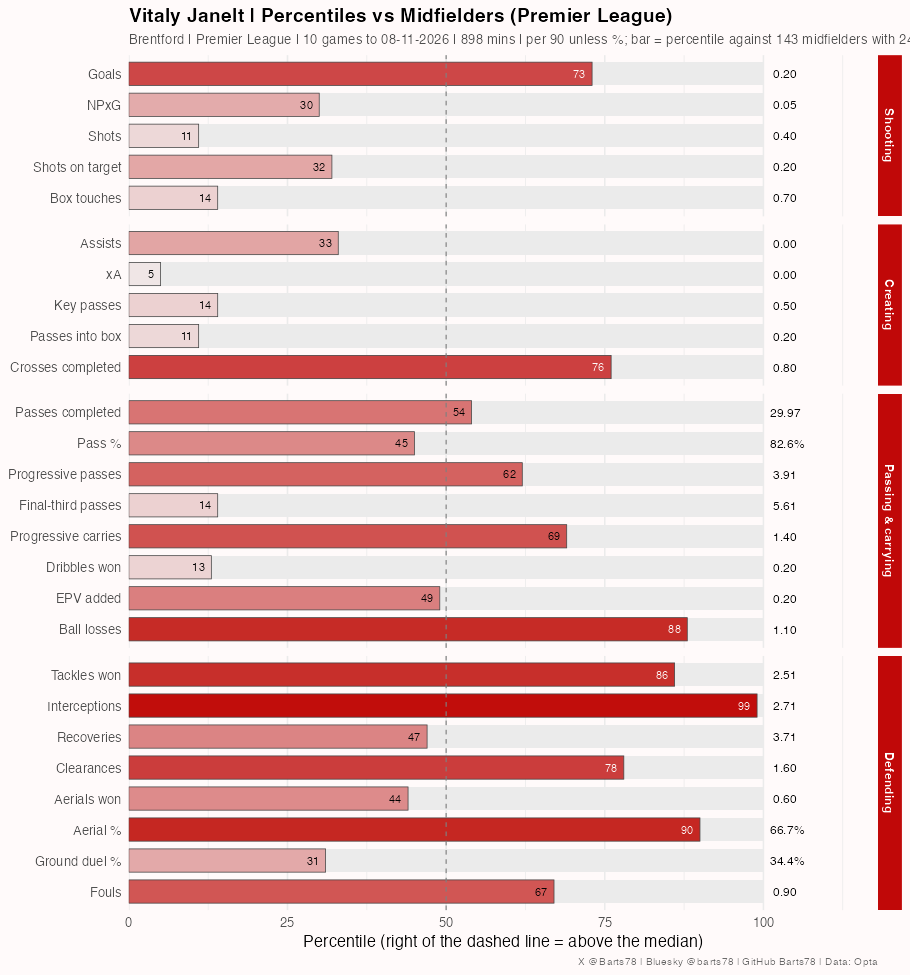 Vitaly Janelt | Percentiles vs Midfielders (Premier League)
Brentford | Premier League | 10 games to 08-11-2026 | 898 mins | per 90 unless %; bar = percentile against 143 midfielders with 24
Goals 73 0.20
NPxG 30 0.05
Shots 11 0.40
Shots on target 32 0.20
Box touches 14 0.70
Shooting
Assists 33 0.00
xA 5 0.00
Key passes 14 0.50
Passes into box 11 0.20
Crosses completed 76 0.80
Creating
Passes completed 54 29.97
Pass % 45 82.6%
Progressive passes 62 3.91
Final-third passes 14 5.61
Progressive carries 69 1.40
Dribbles won 13 0.20
EPV added 49 0.20
Ball losses 88 1.10
Passing & carrying
Tackles won 86 2.51
Interceptions 99 2.71
Recoveries 47 3.71
Clearances 78 1.60
Aerials won 44 0.60
Aerial % 90 66.7%
Ground duel % 31 34.4%
Fouls 67 0.90
Defending
0 25 50 75 100
Percentile (right of the dashed line = above the median)
X @Barts78 | Bluesky @barts78 | GitHub Barts78 | Data: Opta